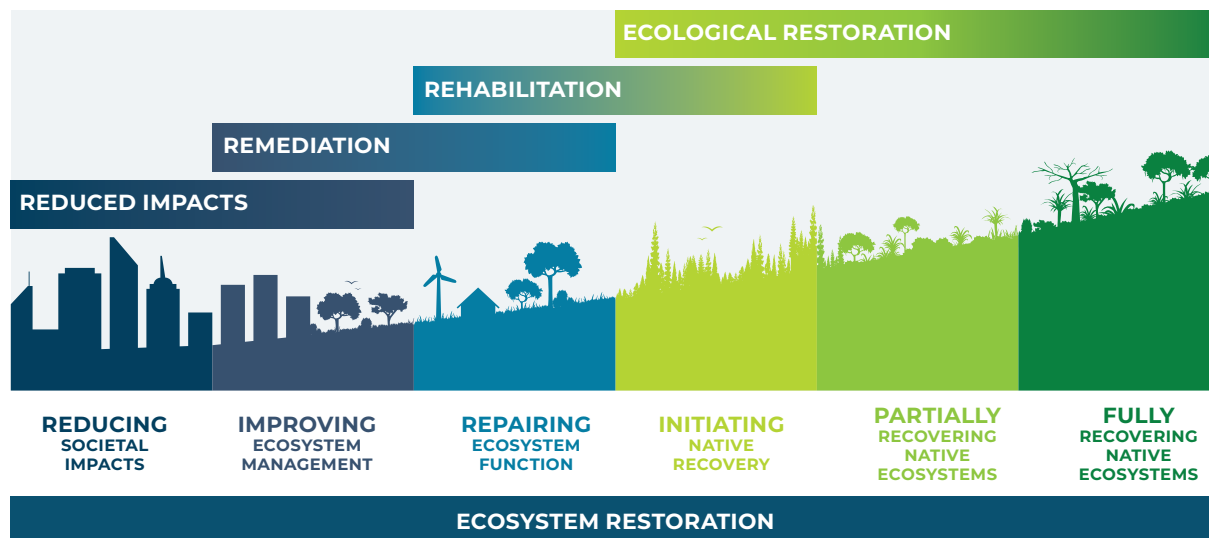 ECOLOGICAL RESTORATION
REHABILITATION
REMEDIATION
REDUCED IMPACTS
REDUCING
SOCIETAL
IMPACTS
IMPROVING
ECOSYSTEM
MANAGEMENT
REPAIRING
ECOSYSTEM
FUNCTION
INITIATING
NATIVE
RECOVERY
PARTIALLY
RECOVERING
NATIVE
ECOSYSTEMS
FULLY
RECOVERING
NATIVE
ECOSYSTEMS
ECOSYSTEM RESTORATION